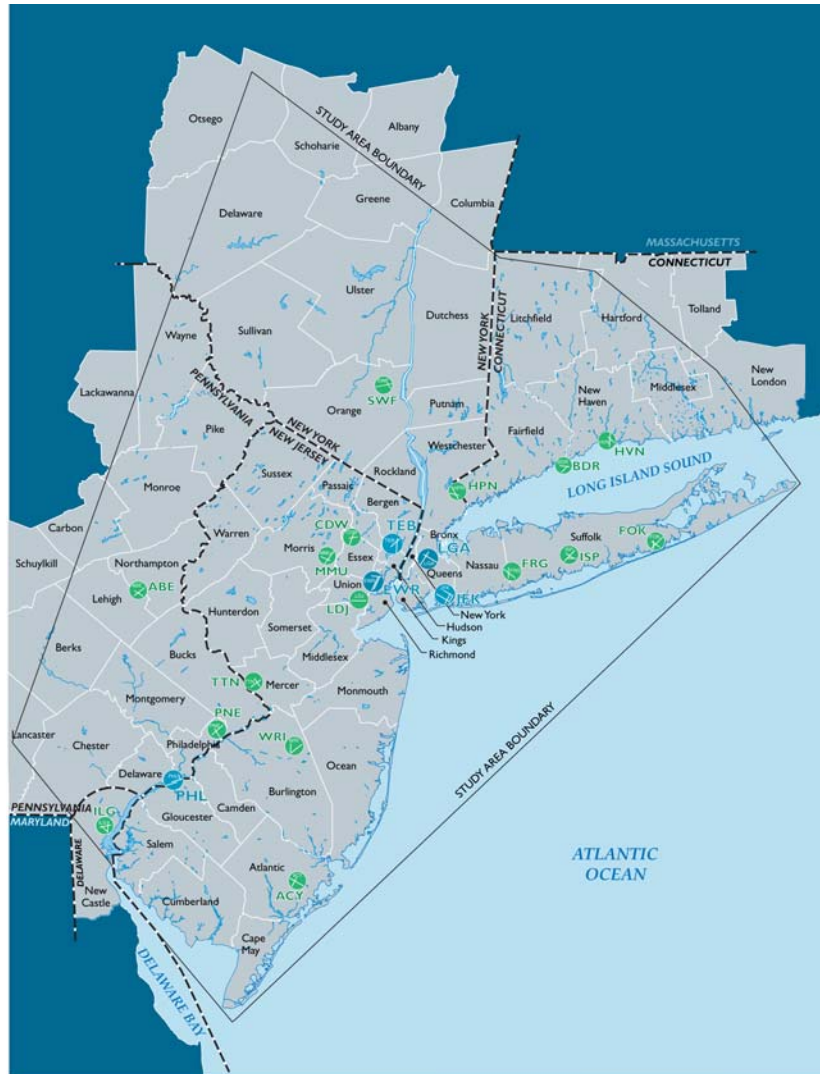 Otsego
Albany
Schoharie
STUDY AREA BOUNDARY
Greene
Columbia
Delaware
MASSACHUSETTS
CONNECTICUT
Ulster
Dutchess
NEW YORK
CONNECTICUT
Litchfield
Hartford
Tolland
Wayne
Sullivan
New
London
Lackawanna
PENNSYLVANIA
New
Haven
Middlesex
SWF
Orange
Putnam
Fairfield
Pike
NEW YORK
NEW JERSEY
Westchester
HVN
BDR
Rockland
Sussex
Passaic
Bergen
HPN
LONG ISLAND SOUND
Monroe
Carbon
Warren
CDW
TEB
Bronx
LGA
Suffolk
FOK
Schuylkill
Northampton
Morris
Essex
MMU
Queens
Nassau
FRG
ISP
ABE
Lehigh
Union
EWR
JFK
LDJ
Hunterdon
New York
Hudson
Kings
Richmond
Somerset
Berks
Bucks
Middlesex
TTN
Mercer
Montgomery
Monmouth
PNE
WRI
Lancaster
Chester
Philadelphia
Ocean
STUDY AREA BOUNDARY
Delaware
PHL
Burlington
PENNSYLVANIA
MARYLAND
ILG
Gloucester
Camden
Salem
DELAWARE
New
Castle
Atlantic
ACY
ATLANTIC
OCEAN
Cumberland
Cape
May
DELAWARE BAY